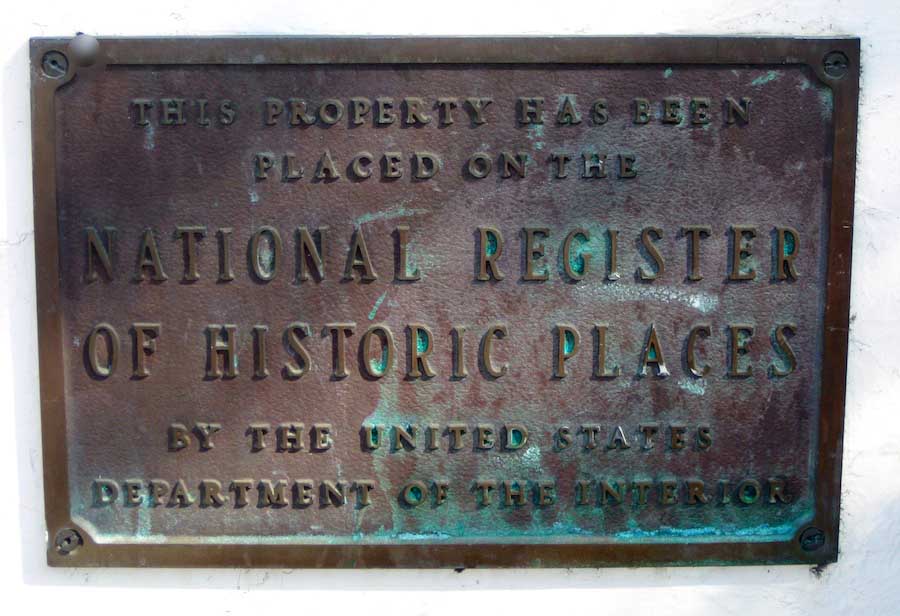 THIS PROPERTY HAS BEEN
PLACED ON THE
NATIONAL REGISTER
OF HISTORIC PLACES
BY THE UNITED STATES
DEPARTMENT OF THE INTERIOR